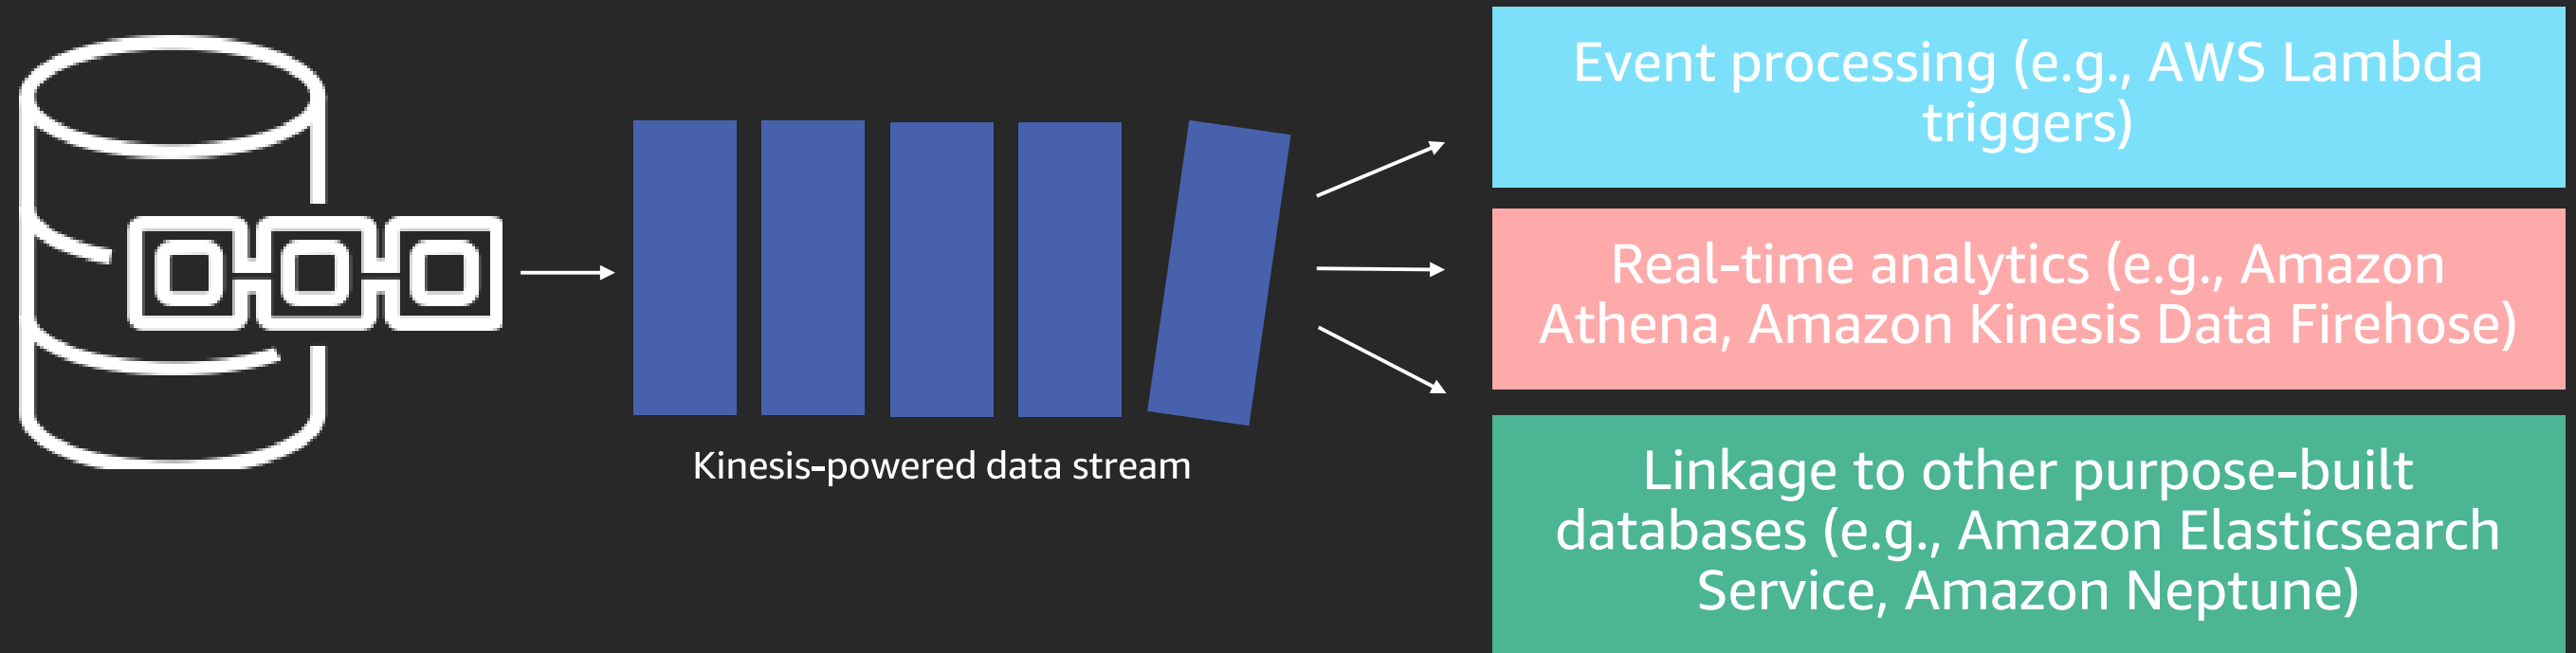 Event processing (e.g., AWS Lambda
triggers)
Real-time analytics (e.g., Amazon
Athena, Amazon Kinesis Data Firehose)
Kinesis-powered data stream
Linkage to other purpose-built
databases (e.g., Amazon Elasticsearch
Service, Amazon Neptune)